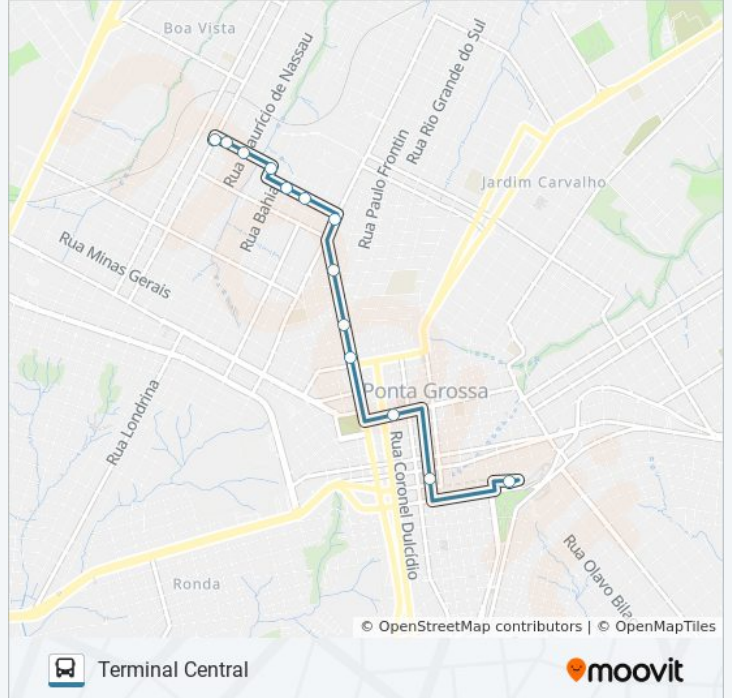 Boa Vista
Rua Maurício de Nassau
Rua Rio Grande do Sul
Rua Paulo Frontin
Jardim Carvalho
Rua Bahia
Rua Minas Gerais
Ponta Grossa
Rua Londrina
Rua Coronel Dulcídio
Rua Olavo Bila
Ronda
© OpenStreetMap contributors | © OpenMapTiles
Terminal Central
moovit